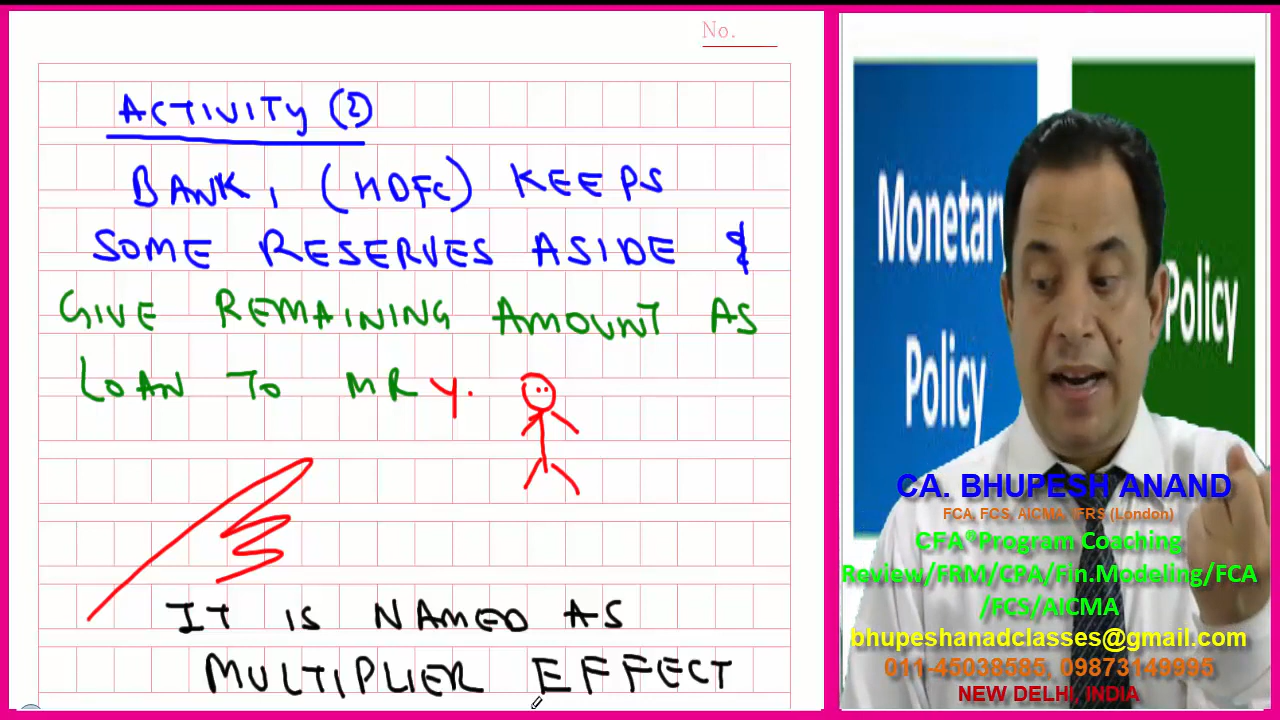 No.
ACTIVITY (2)
BANK, (HDFC) KEEPS
SOME RESERVES ASIDE &
GIVE REMAINING AMOUNT AS
LOAN TO MR Y.
IT IS NAMED AS
MULTIPLIER EFFECT
Monetary
Policy
Policy
CA. BHUPESH ANAND
FCA, FCS, AICMA, IFRS (London)
CFA®Program Coaching
Review/FRM/CPA/Fin.Modeling/FCA
/FCS/AICMA
bhupeshanadclasses@gmail.com
011-45038585, 09873149995
NEW DELHI, INDIA